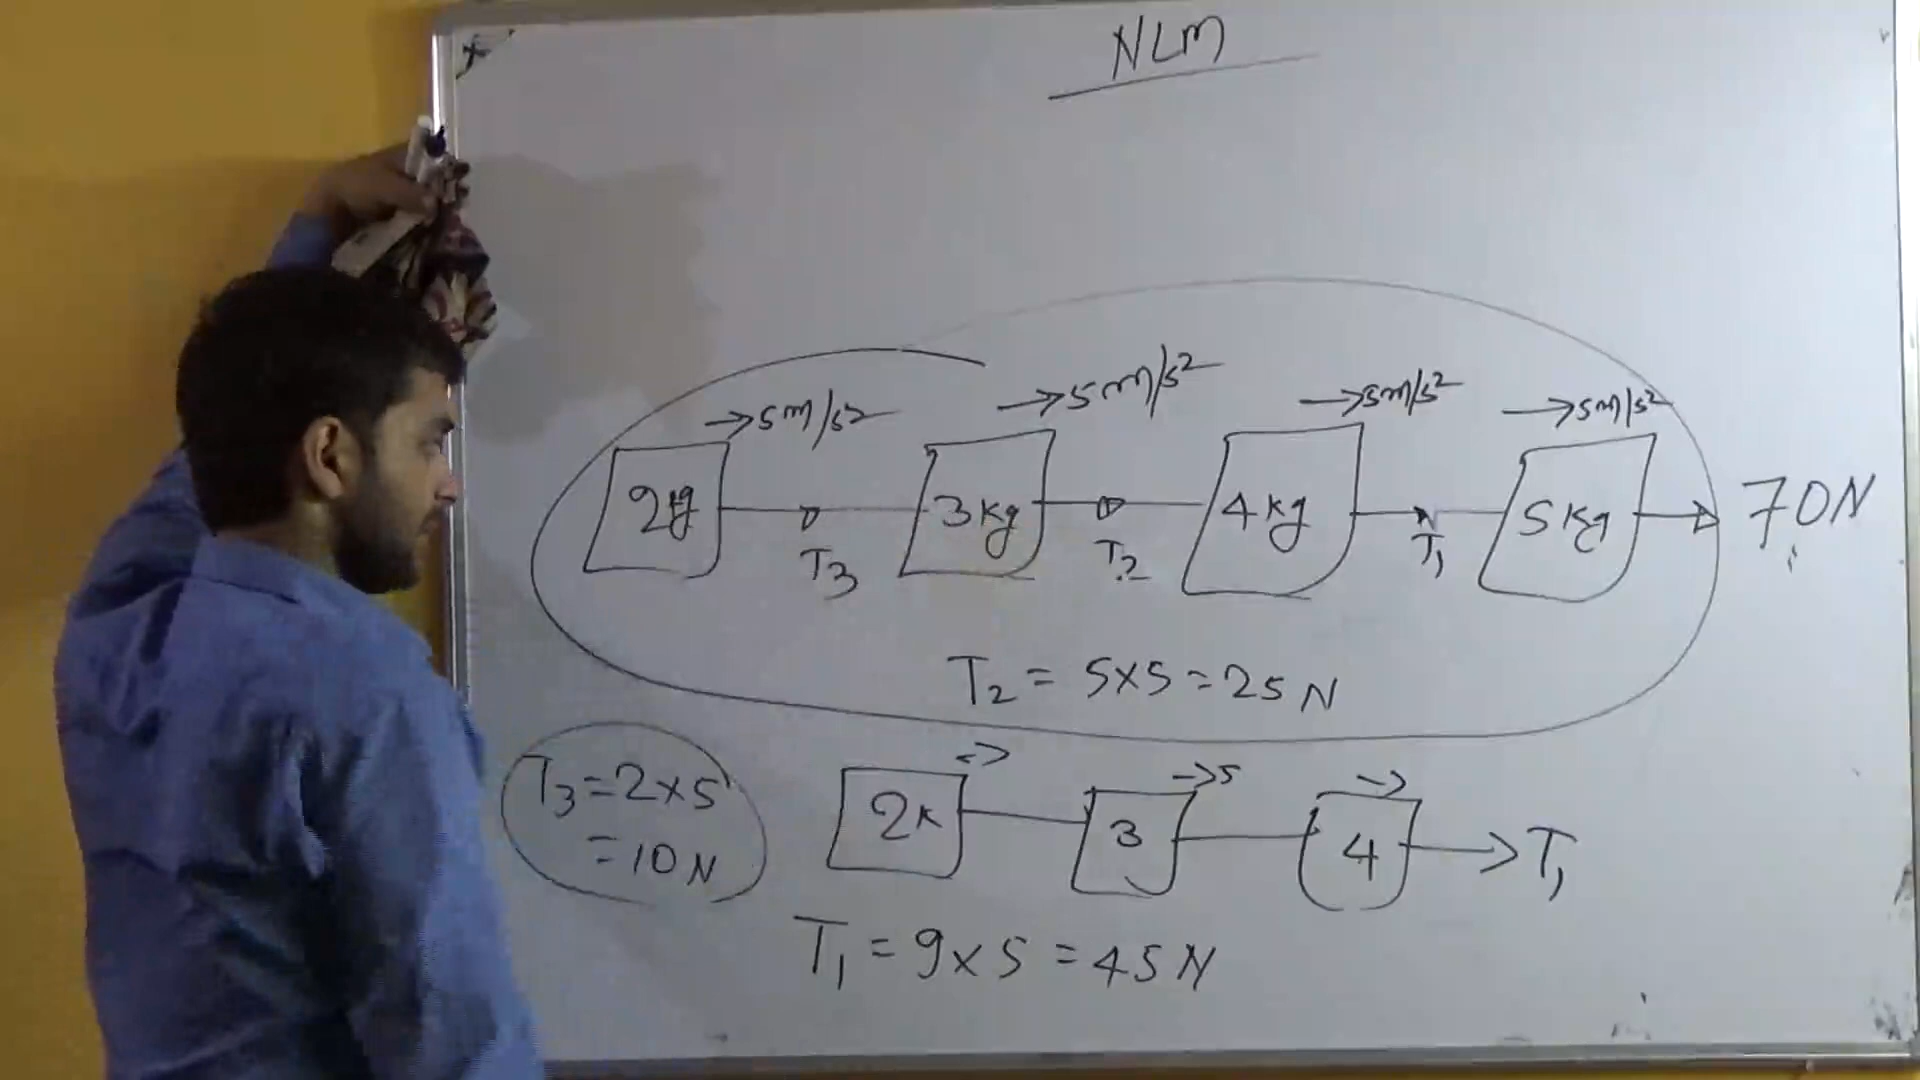 NLM
→5m/s² →5m/s² →5m/s² →5m/s²
2kg 3kg 4kg 5kg 70N
T₃ T₂ T₁
T₂ = 5×5 = 25N
T₃ = 2×5
= 10N
→ →5 →
2k 3 4 → T₁
T₁ = 9×5 = 45N